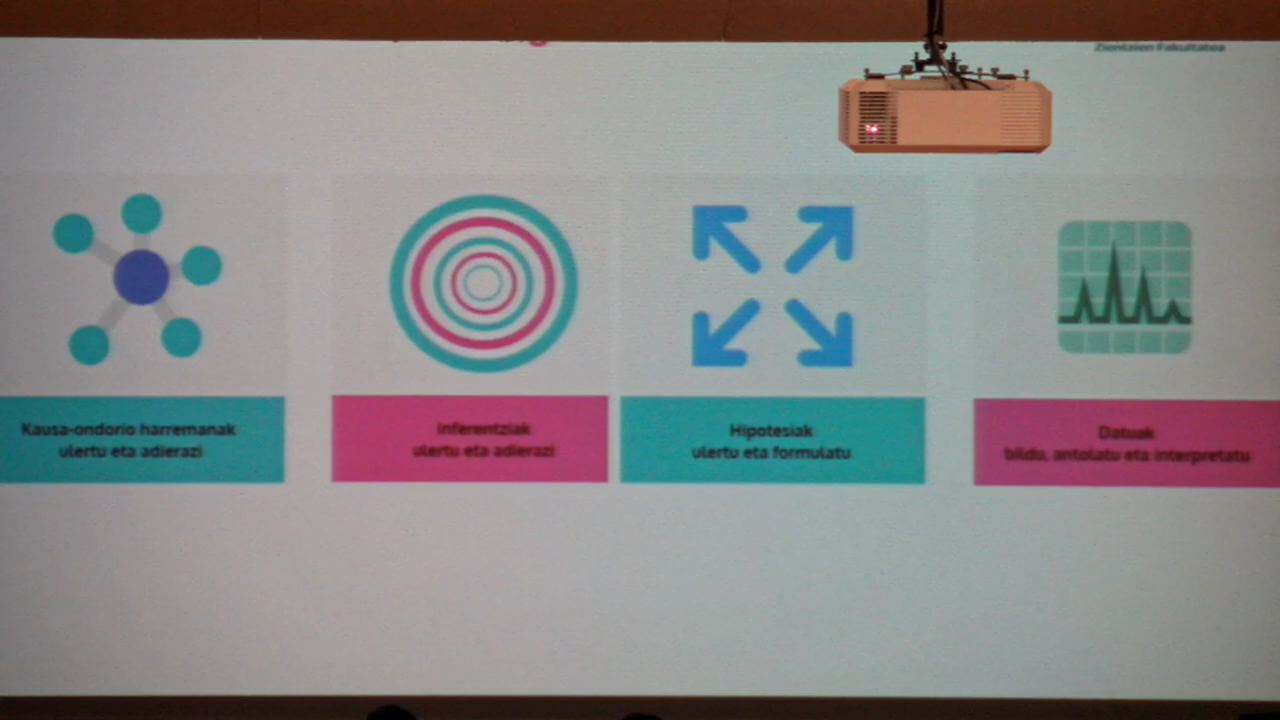 Zientzien Fakultatea
Kausa-ondorio harremanak
ulertu eta adierazi
Inferentziak
ulertu eta adierazi
Hipotesiak
ulertu eta formulatu
Datuak
bildu, antolatu eta interpretatu